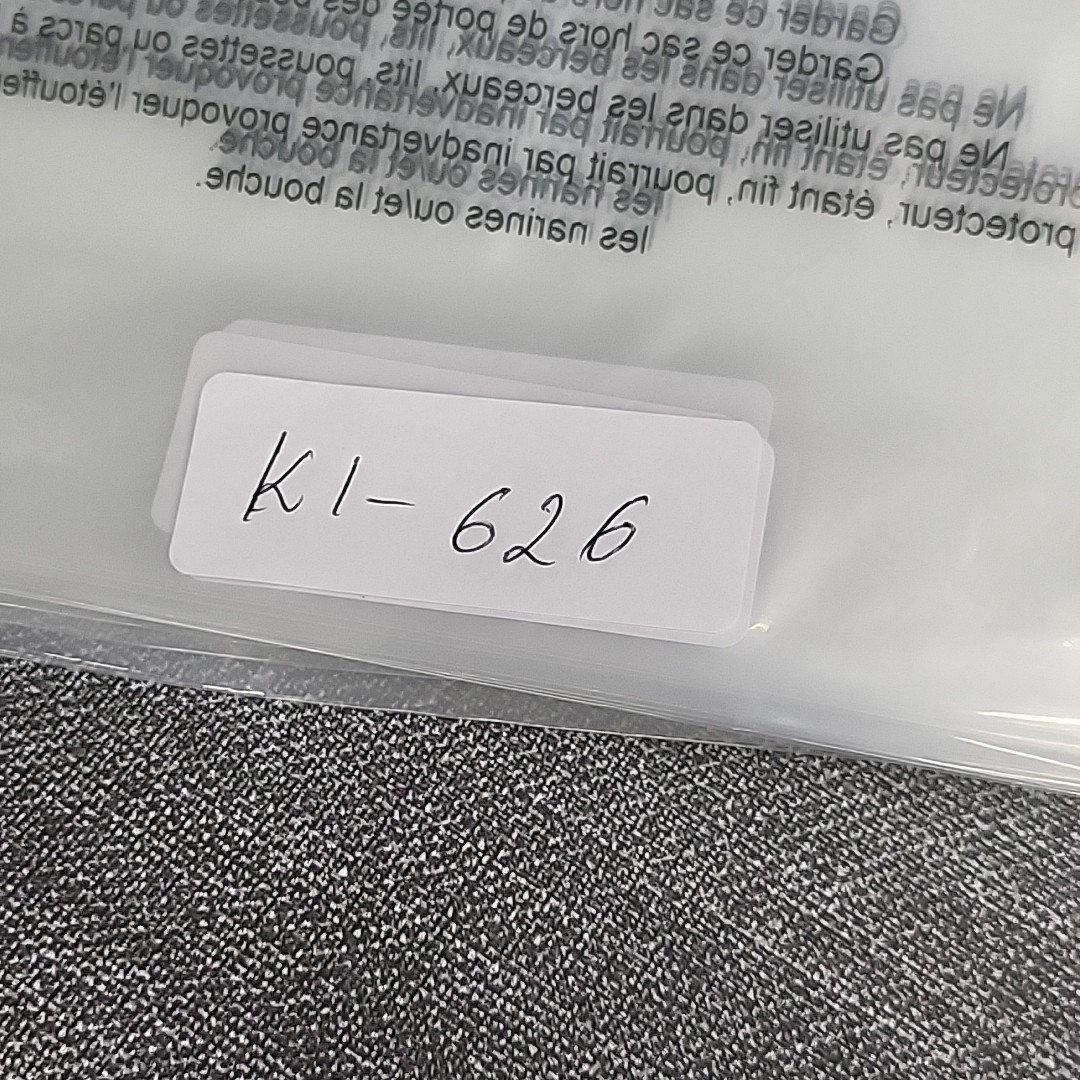 Garder ce sac hors de portée des
Ne pas utiliser dans les berceaux, lits, poussettes ou parcs à
protecteur, étant fin, pourrait par inadvertance provoquer l'étouffer
les narines ou/et la bouche.
K1-626